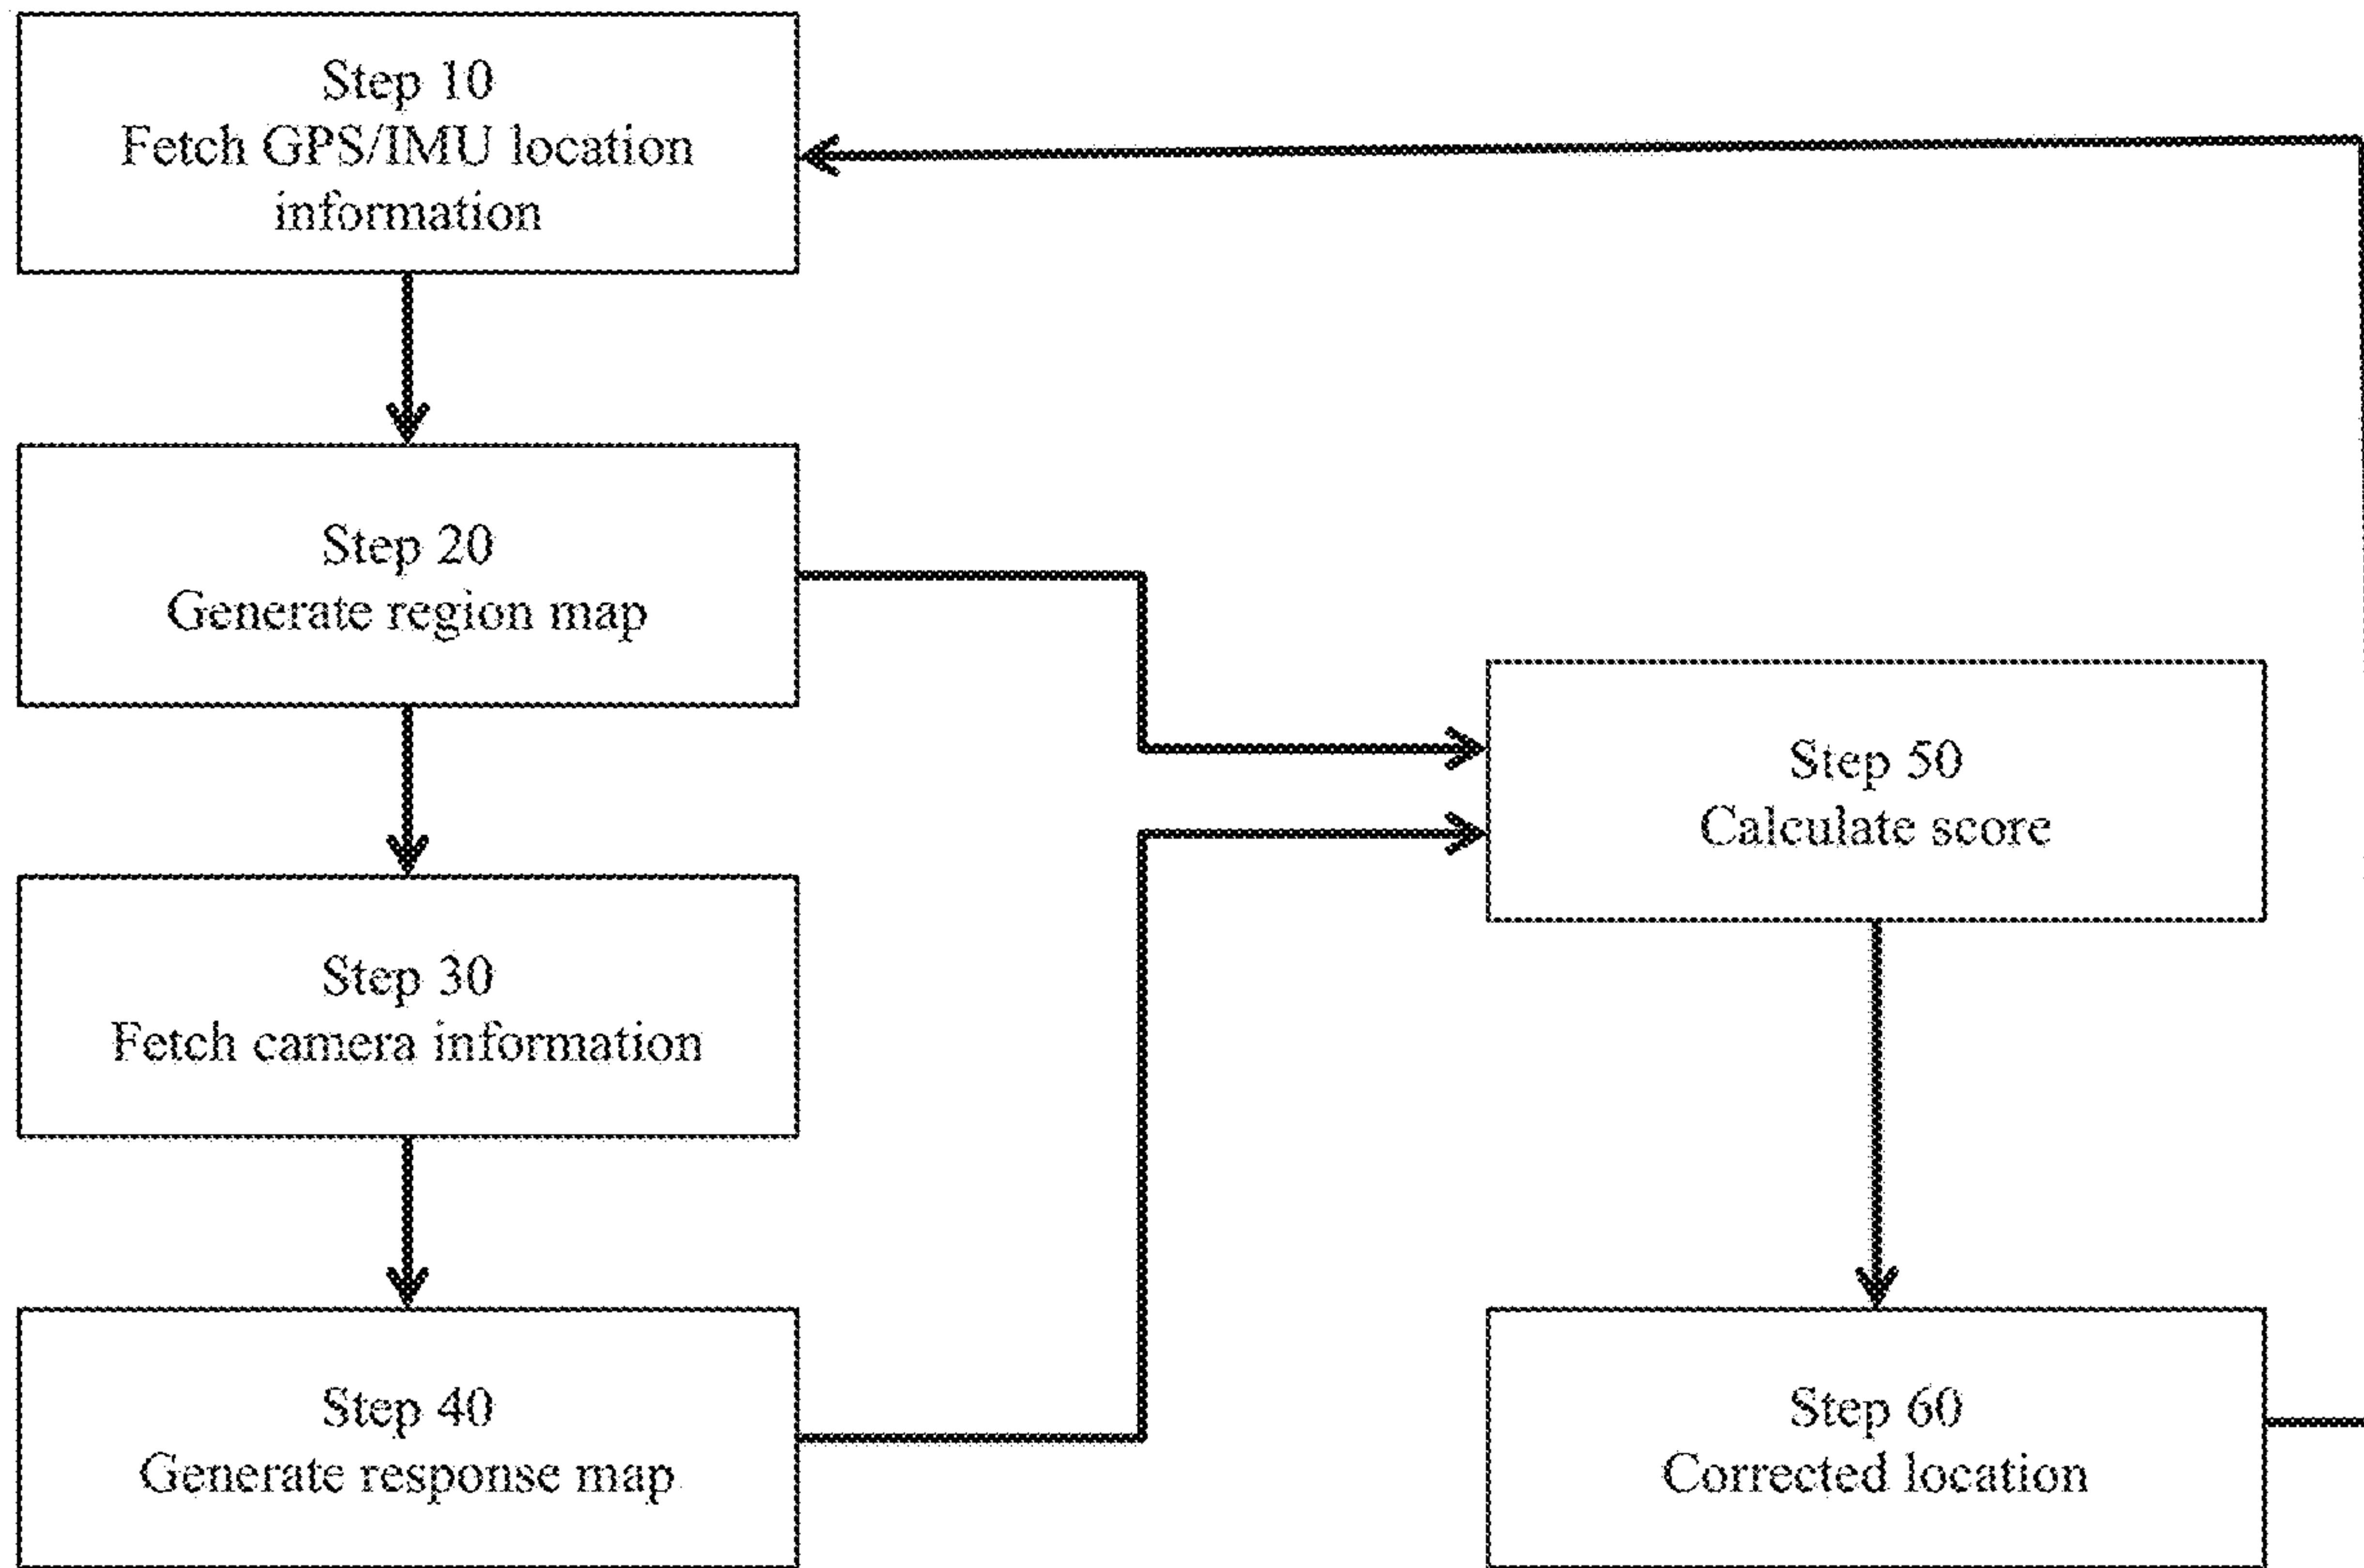 Step 10
Fetch GPS/IMU location
information
Step 20
Generate region map
Step 30
Fetch camera information
Step 40
Generate response map
Step 50
Calculate score
Step 60
Corrected location